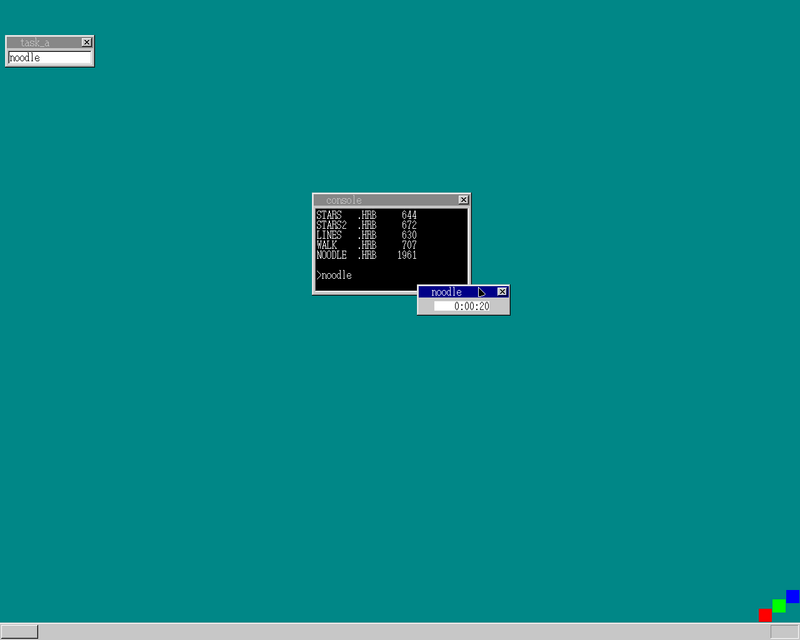 task_a
noodle
console
STARS .HRB 644
STARS2 .HRB 672
LINES .HRB 630
WALK .HRB 707
NOODLE .HRB 1961
>noodle
noodle
0:00:20